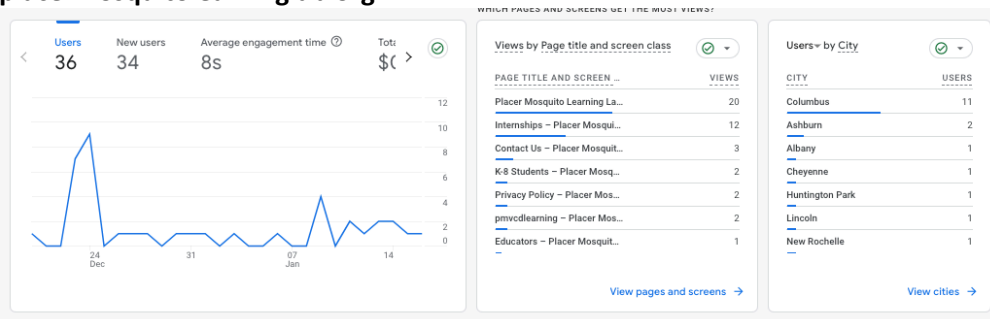 WHICH PAGES AND SCREENS GET THE MOST VIEWS?
Users
36
New users
34
Average engagement time
8s
Tota
$0
12
10
8
6
4
2
0
24
Dec
31
07
Jan
14
Views by Page title and screen class
PAGE TITLE AND SCREEN … VIEWS
Placer Mosquito Learning La… 20
Internships – Placer Mosqui… 12
Contact Us – Placer Mosquit… 3
K-8 Students – Placer Mosq… 2
Privacy Policy – Placer Mos… 2
pmvcdlearning – Placer Mos… 2
Educators – Placer Mosquit… 1
View pages and screens
Users by City
CITY USERS
Columbus 11
Ashburn 2
Albany 1
Cheyenne 1
Huntington Park 1
Lincoln 1
New Rochelle 1
View cities